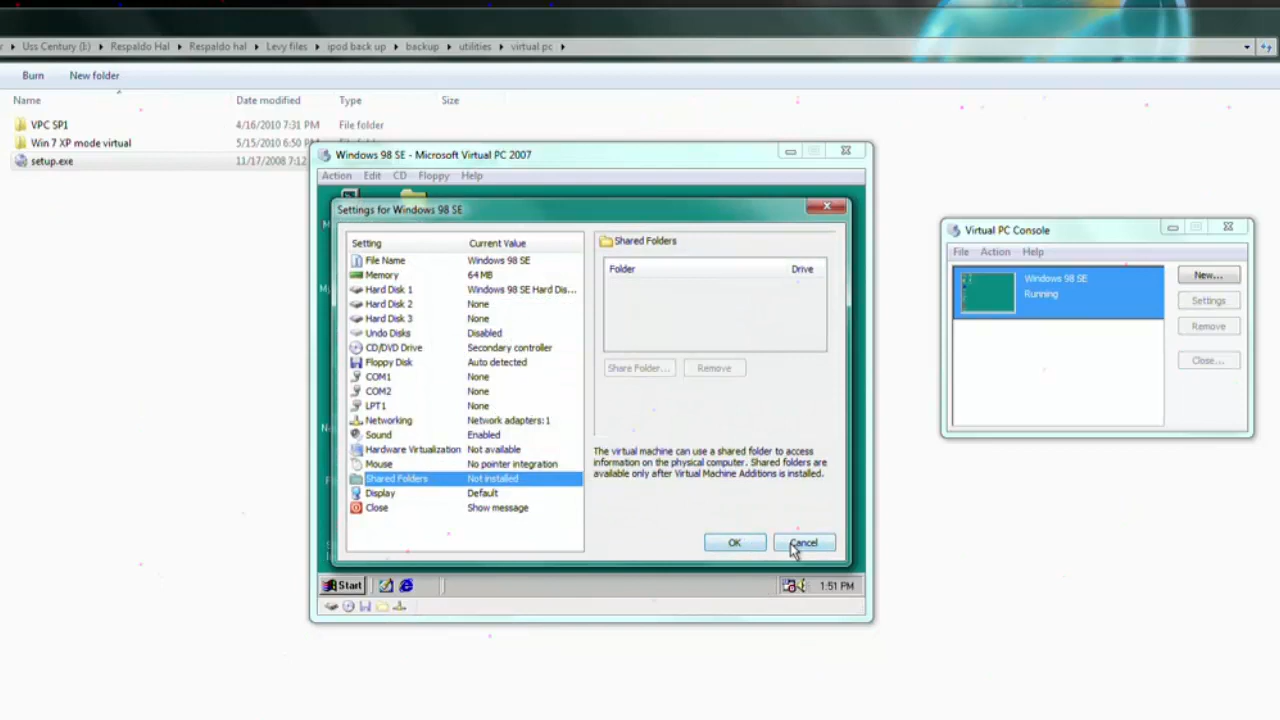 Uss Century (I:) Respaldo Hal Respaldo hal Levy files ipod back up backup utilities virtual pc
Burn New folder
Name Date modified Type Size
VPC SP1 4/16/2010 7:31 PM File folder
Win 7 XP mode virtual 5/15/2010 6:50 PM File folder
setup.exe 11/17/2008 7:12
Windows 98 SE - Microsoft Virtual PC 2007
Action Edit CD Floppy Help
Settings for Windows 98 SE
Setting Current Value
File Name Windows 98 SE
Memory 64 MB
Hard Disk 1 Windows 98 SE Hard Dis...
Hard Disk 2 None
Hard Disk 3 None
Undo Disks Disabled
CD/DVD Drive Secondary controller
Floppy Disk Auto detected
COM1 None
COM2 None
LPT1 None
Networking Network adapters:1
Sound Enabled
Hardware Virtualization Not available
Mouse No pointer integration
Shared Folders Not installed
Display Default
Close Show message
Shared Folders
Folder Drive
Share Folder... Remove
The virtual machine can use a shared folder to access
information on the physical computer. Shared folders are
available only after Virtual Machine Additions is installed.
OK Cancel
Start 1:51 PM
Virtual PC Console
File Action Help
Windows 98 SE
Running
New...
Settings
Remove
Close...